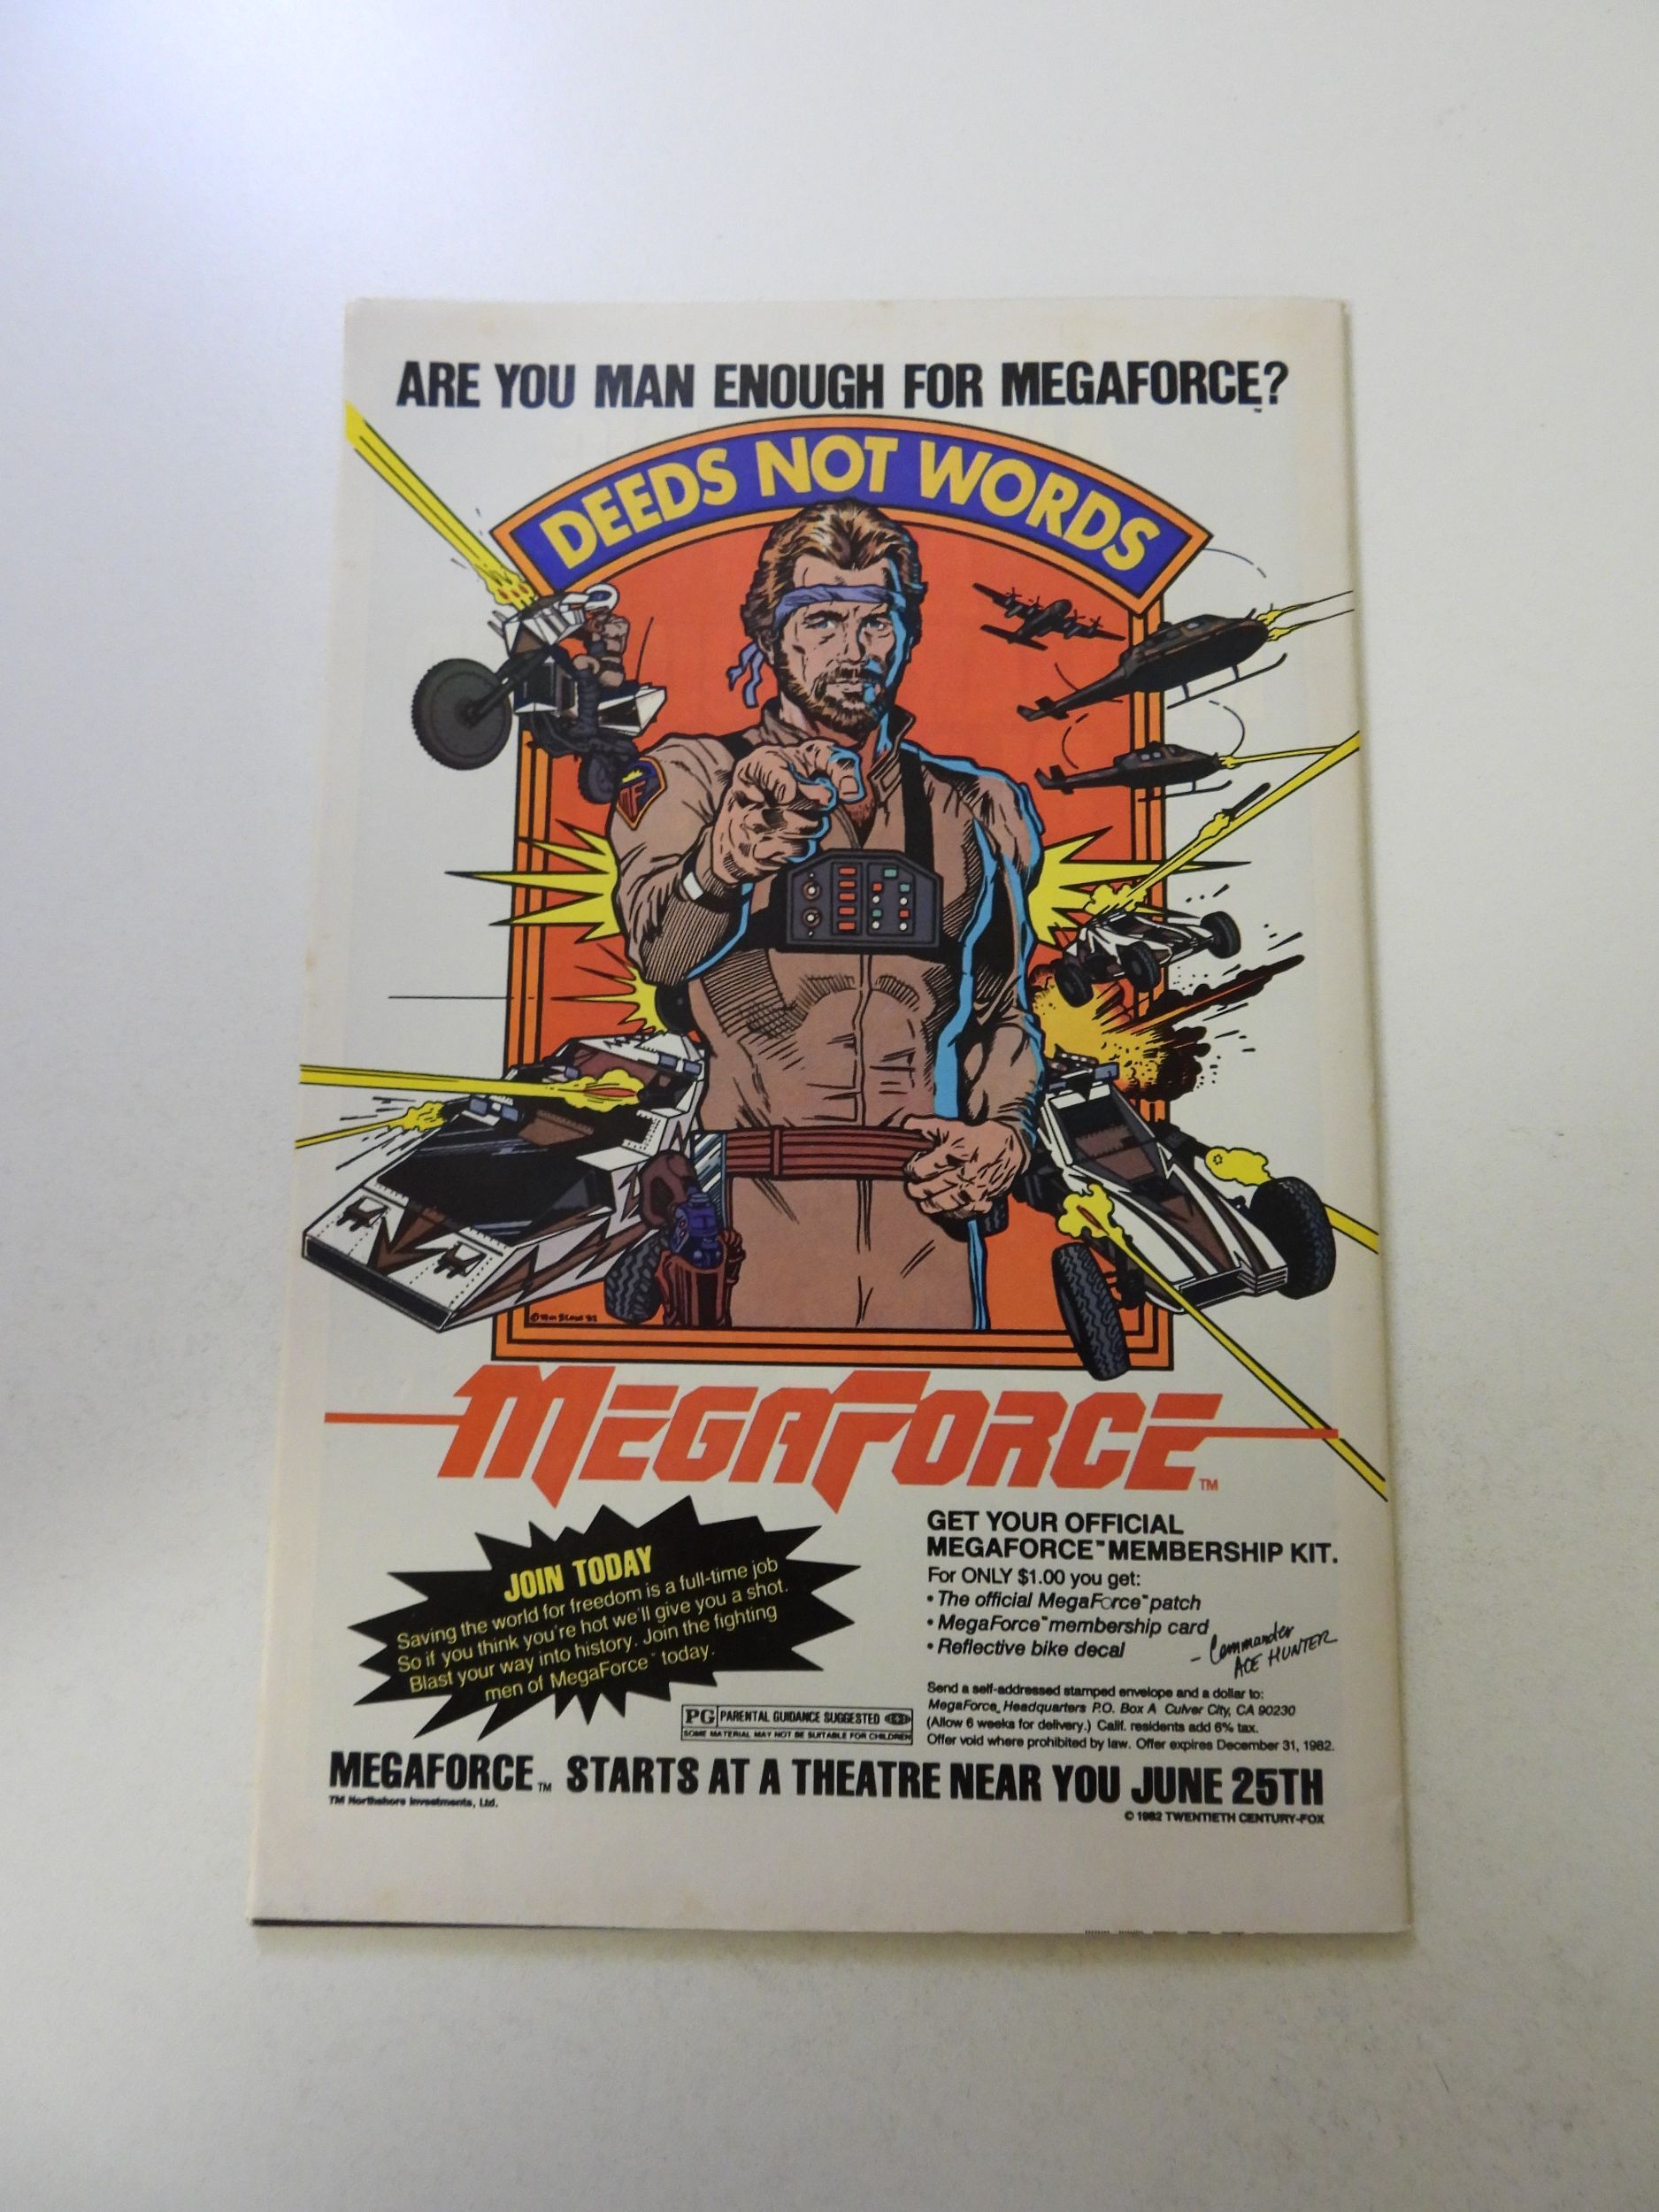 ARE YOU MAN ENOUGH FOR MEGAFORCE?
TM
DEEDS NOT WORDS
MF
MEGAFORCE TM
JOIN TODAY
Saving the world for freedom is a full-time job
So if you think you're hot we'll give you a shot.
Blast your way into history. Join the fighting
men of MegaForce™ today.
GET YOUR OFFICIAL
MEGAFORCE™ MEMBERSHIP KIT.
For ONLY $1.00 you get:
• The official MegaForce™ patch
• MegaForce™ membership card
• Reflective bike decal
- Commander
ACE HUNTER
Send a self-addressed stamped envelope and a dollar to:
MegaForce Headquarters P.O. Box A Culver City, CA 90230
(Allow 6 weeks for delivery.) Calif. residents add 6% tax.
Offer void where prohibited by law. Offer expires December 31, 1982.
PG PARENTAL GUIDANCE SUGGESTED
SOME MATERIAL MAY NOT BE SUITABLE FOR CHILDREN
MEGAFORCE TM STARTS AT A THEATRE NEAR YOU JUNE 25TH
TM Northshore Investments, Ltd.
© 1982 TWENTIETH CENTURY-FOX